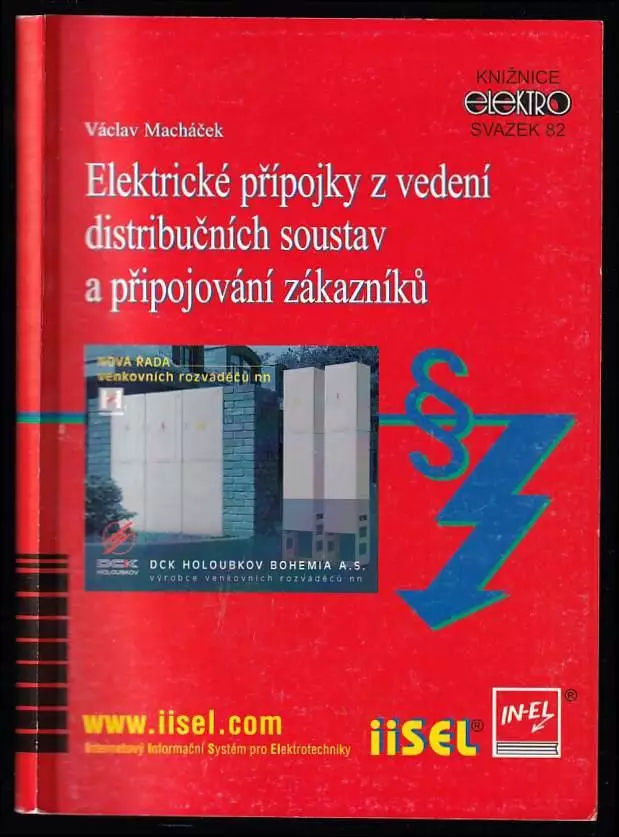 KNIŽNICE
elektro
SVAZEK 82
Václav Macháček
Elektrické přípojky z vedení
distribučních soustav
a připojování zákazníků
NOVÁ ŘADA
venkovních rozváděčů nn
§
DCK
HOLOUBKOV
DCK HOLOUBKOV BOHEMIA A.S.
výrobce venkovních rozváděčů nn
www.iisel.com
Internetový Informační Systém pro Elektrotechniky
iiSEL®
IN-EL
®